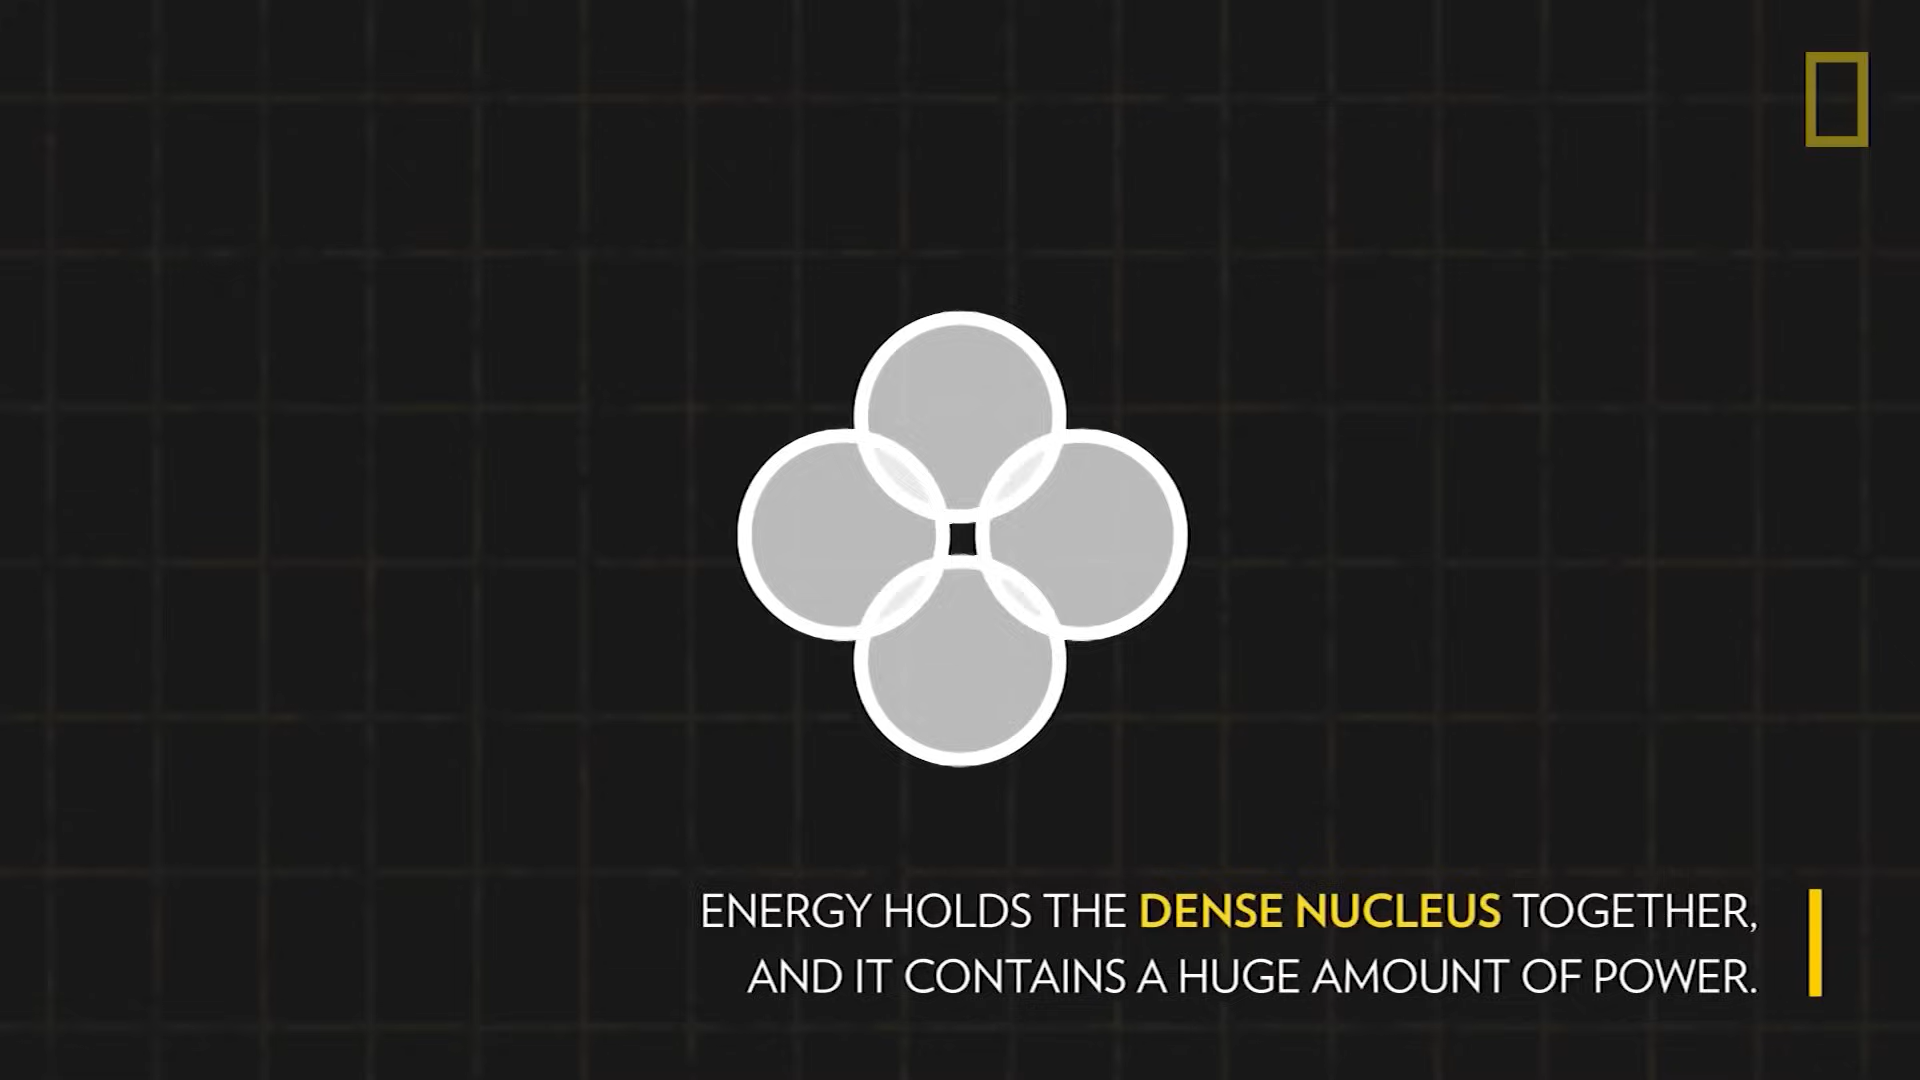 ENERGY HOLDS THE DENSE NUCLEUS TOGETHER,
AND IT CONTAINS A HUGE AMOUNT OF POWER.